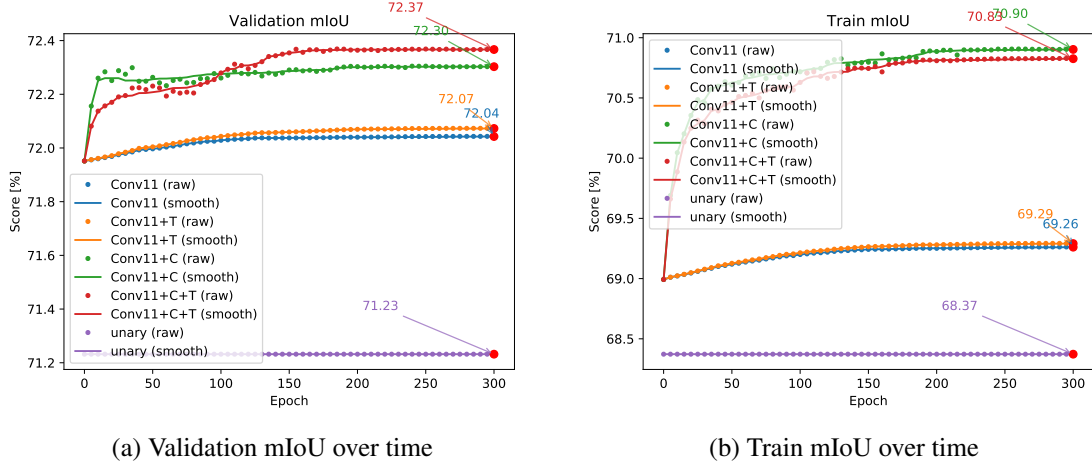 72.37
Validation mIoU
72.30
72.4
72.2
72.07
72.04
72.0
71.8
71.6
71.4
71.2
Score [%]
Conv11 (raw)
Conv11 (smooth)
Conv11+T (raw)
Conv11+T (smooth)
Conv11+C (raw)
Conv11+C (smooth)
Conv11+C+T (raw)
Conv11+C+T (smooth)
unary (raw)
unary (smooth)
71.23
0 50 100 150 200 250 300
Epoch
(a) Validation mIoU over time
Train mIoU
70.83
70.90
71.0
70.5
70.0
69.5
69.0
68.5
Score [%]
Conv11 (raw)
Conv11 (smooth)
Conv11+T (raw)
Conv11+T (smooth)
Conv11+C (raw)
Conv11+C (smooth)
Conv11+C+T (raw)
Conv11+C+T (smooth)
unary (raw)
unary (smooth)
69.29
69.26
68.37
0 50 100 150 200 250 300
Epoch
(b) Train mIoU over time